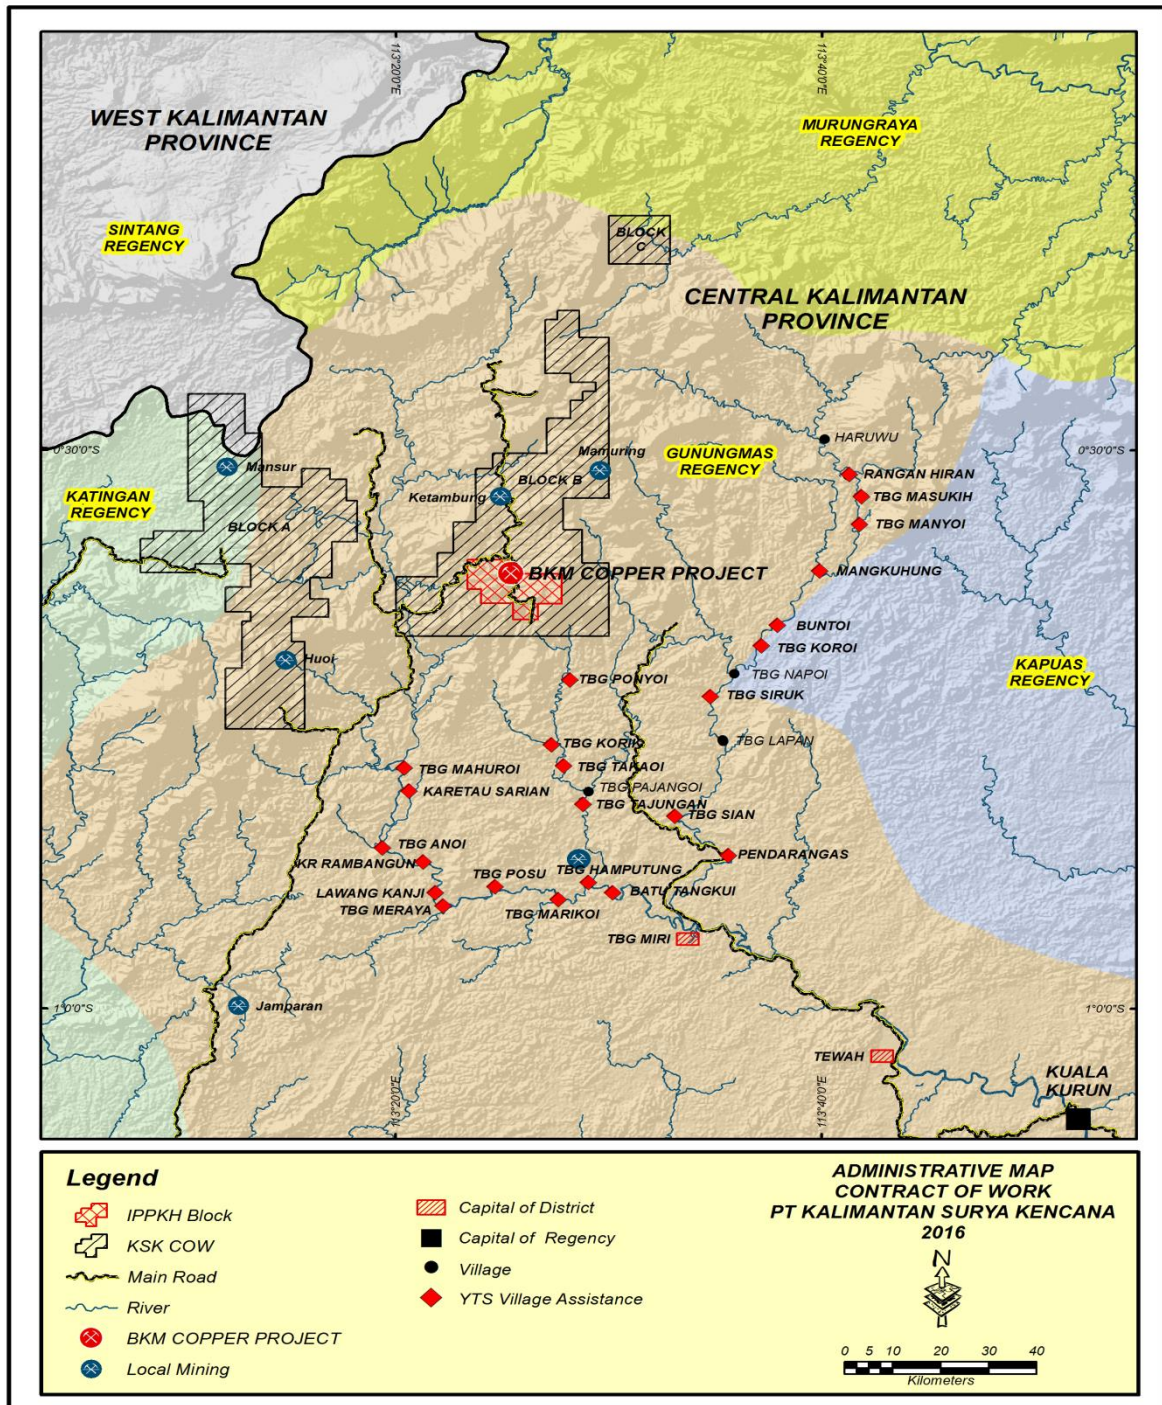 113°20'0"E
113°40'0"E
WEST KALIMANTAN
PROVINCE
MURUNGRAYA
REGENCY
SINTANG
REGENCY
BLOCK
C
CENTRAL KALIMANTAN
PROVINCE
0°30'0"S
0°30'0"S
HARUWU
Mamuring
GUNUNGMAS
REGENCY
Mansur
RANGAN HIRAN
KATINGAN
REGENCY
Ketambung
BLOCK B
TBG MASUKIH
BLOCK A
TBG MANYOI
BKM COPPER PROJECT
MANGKUHUNG
BUNTOI
TBG KOROI
Huoi
KAPUAS
REGENCY
TBG PONYOI
TBG NAPOI
TBG SIRUK
TBG KORIK
TBG LAPAN
TBG MAHUROI
TBG TAKAOI
KARETAU SARIAN
TBG PAJANGOI
TBG TAJUNGAN
TBG SIAN
TBG ANOI
PENDARANGAS
KR RAMBANGUN
TBG HAMPUTUNG
TBG POSU
LAWANG KANJI
BATU TANGKUI
TBG MERAYA
TBG MARIKOI
TBG MIRI
Jamparan
1°0'0"S
1°0'0"S
TEWAH
KUALA
KURUN
113°20'0"E
113°40'0"E
Legend
IPPKH Block
KSK COW
Main Road
River
BKM COPPER PROJECT
Local Mining
Capital of District
Capital of Regency
Village
YTS Village Assistance
ADMINISTRATIVE MAP
CONTRACT OF WORK
PT KALIMANTAN SURYA KENCANA
2016
N
0 5 10 20 30 40
Kilometers